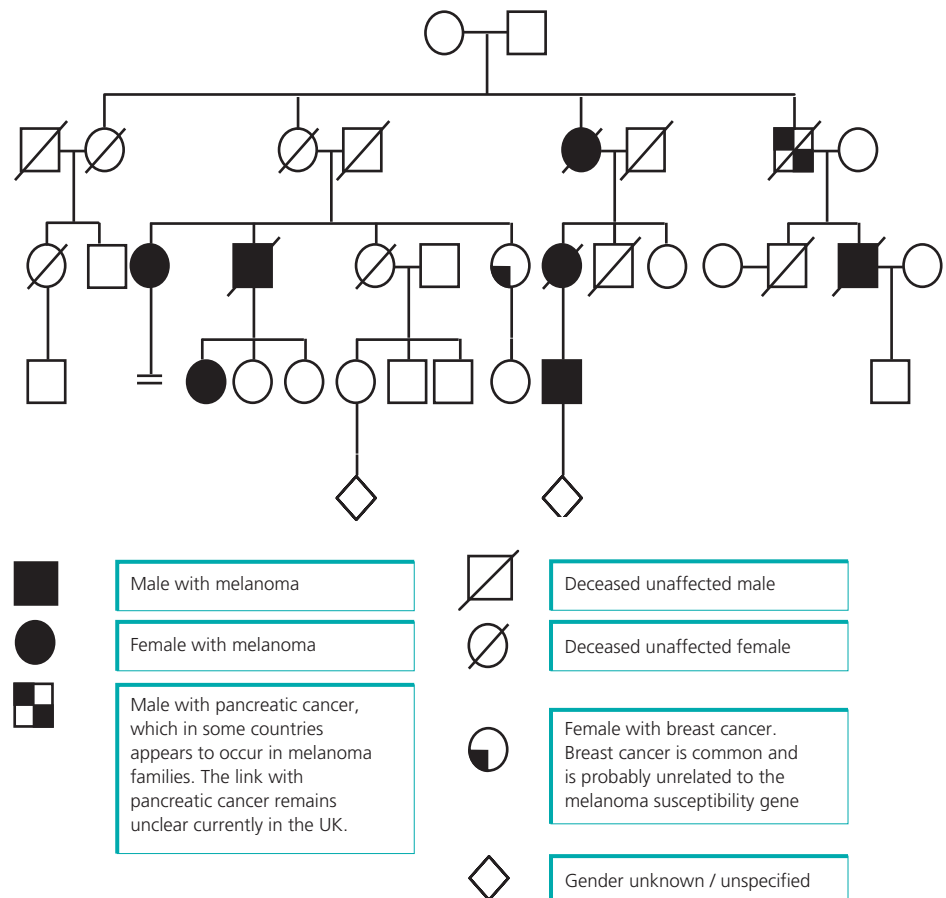 Male with melanoma
Female with melanoma
Male with pancreatic cancer,
which in some countries
appears to occur in melanoma
families. The link with
pancreatic cancer remains
unclear currently in the UK.
Deceased unaffected male
Deceased unaffected female
Female with breast cancer.
Breast cancer is common and
is probably unrelated to the
melanoma susceptibility gene
Gender unknown / unspecified